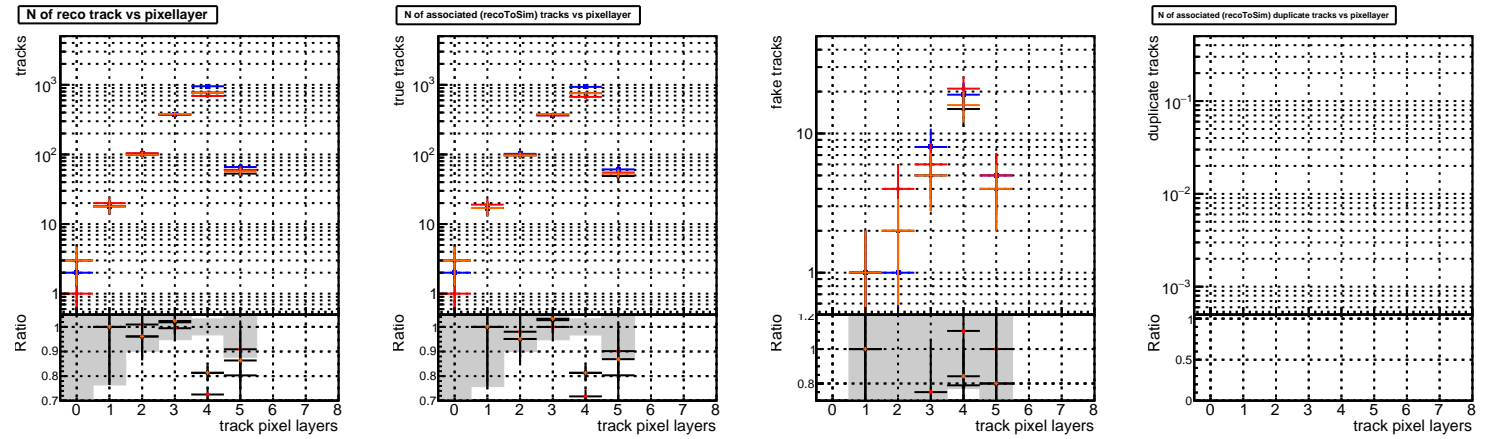 N of reco track vs pixellayer
tracks
10³
10²
10
1
Ratio
1
0.9
0.8
0.7
0 1 2 3 4 5 6 7 8
track pixel layers
N of associated (recoToSim) tracks vs pixellayer
true tracks
10³
10²
10
1
Ratio
1
0.9
0.8
0.7
0 1 2 3 4 5 6 7 8
track pixel layers
fake tracks
10
1
Ratio
1.2
1
0.8
0 1 2 3 4 5 6 7 8
track pixel layers
N of associated (recoToSim) duplicate tracks vs pixellayer
duplicate tracks
10⁻¹
10⁻²
10⁻³
Ratio
1
0.5
0
0 1 2 3 4 5 6 7 8
track pixel layers